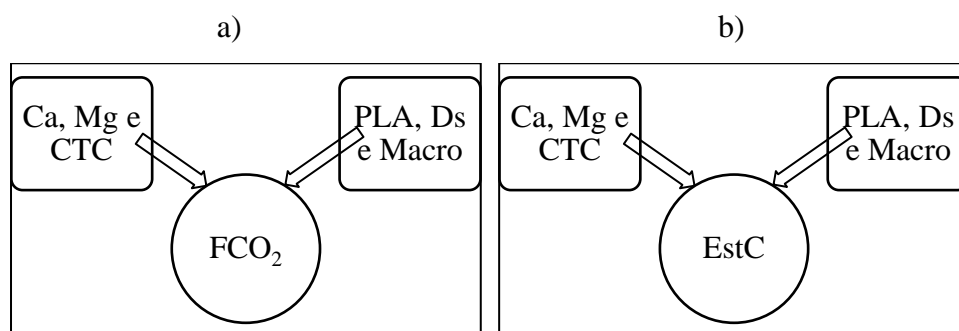 a)
b)
Ca, Mg e
CTC
PLA, Ds
e Macro
FCO₂
Ca, Mg e
CTC
PLA, Ds
e Macro
EstC